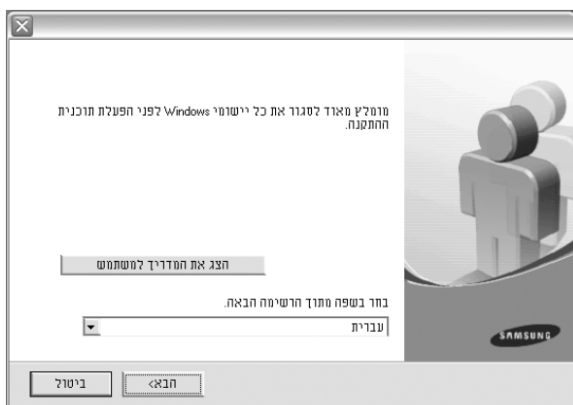 מומלץ מאוד לסגור את כל יישומי Windows לפני הפעלת תוכנית
ההתקנה.
הצג את המדריך למשתמש
בחר בשפה מתוך הרשימה הבאה.
עברית
SAMSUNG
הבא>
ביטול